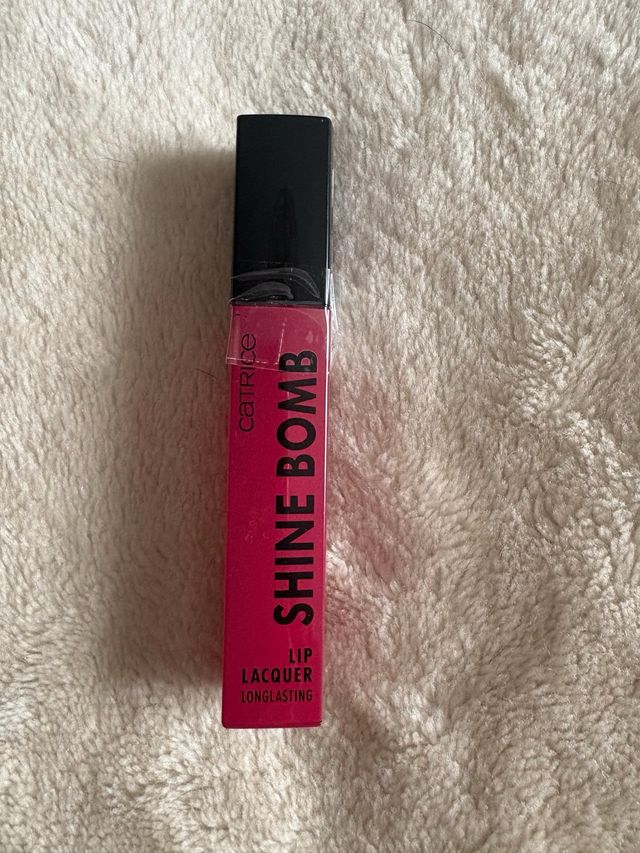 CATRICE
SHINE BOMB
LIP
LACQUER
LONGLASTING